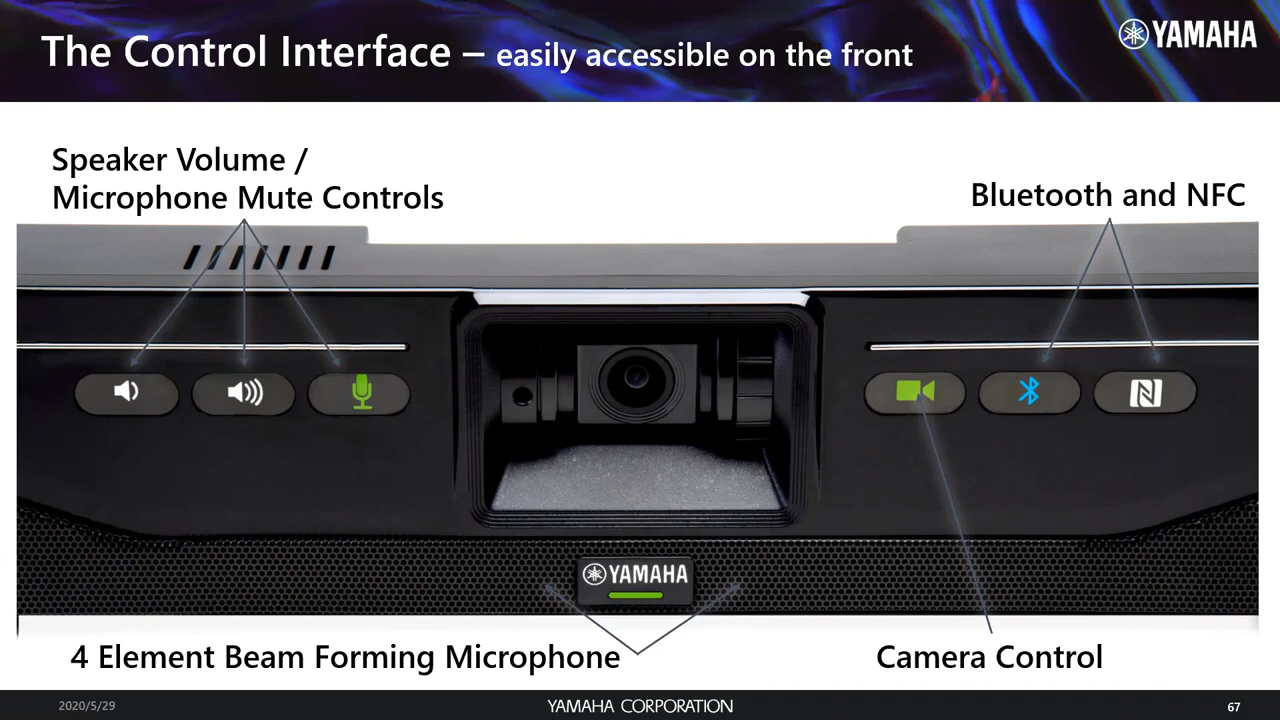 The Control Interface – easily accessible on the front
YAMAHA
Speaker Volume /
Microphone Mute Controls
Bluetooth and NFC
YAMAHA
4 Element Beam Forming Microphone
Camera Control
2020/5/29
YAMAHA CORPORATION
67